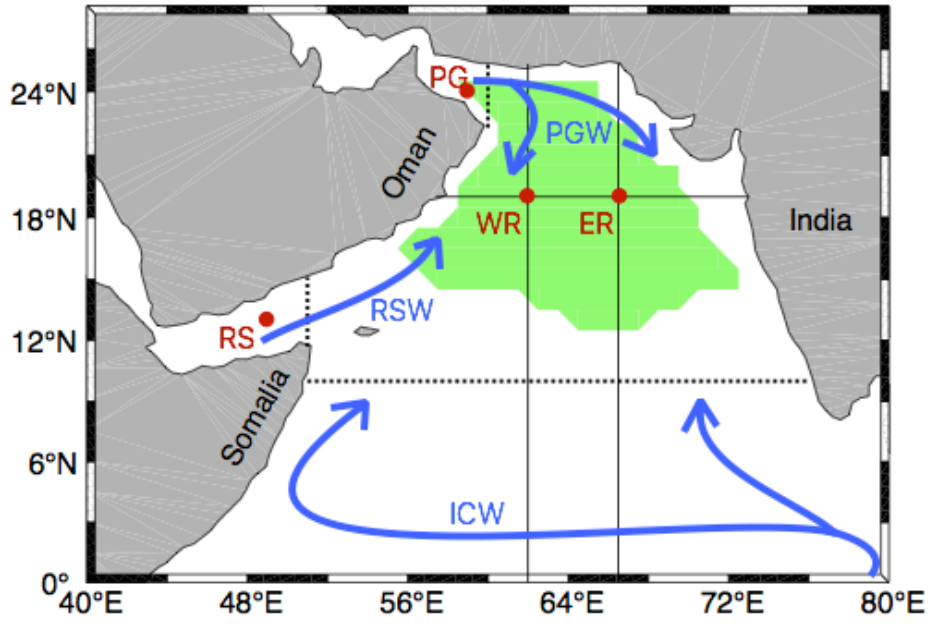 24°N
18°N
12°N
6°N
0°
40°E
48°E
56°E
64°E
72°E
80°E
PG
PGW
Oman
WR
ER
India
RSW
RS
Somalia
ICW